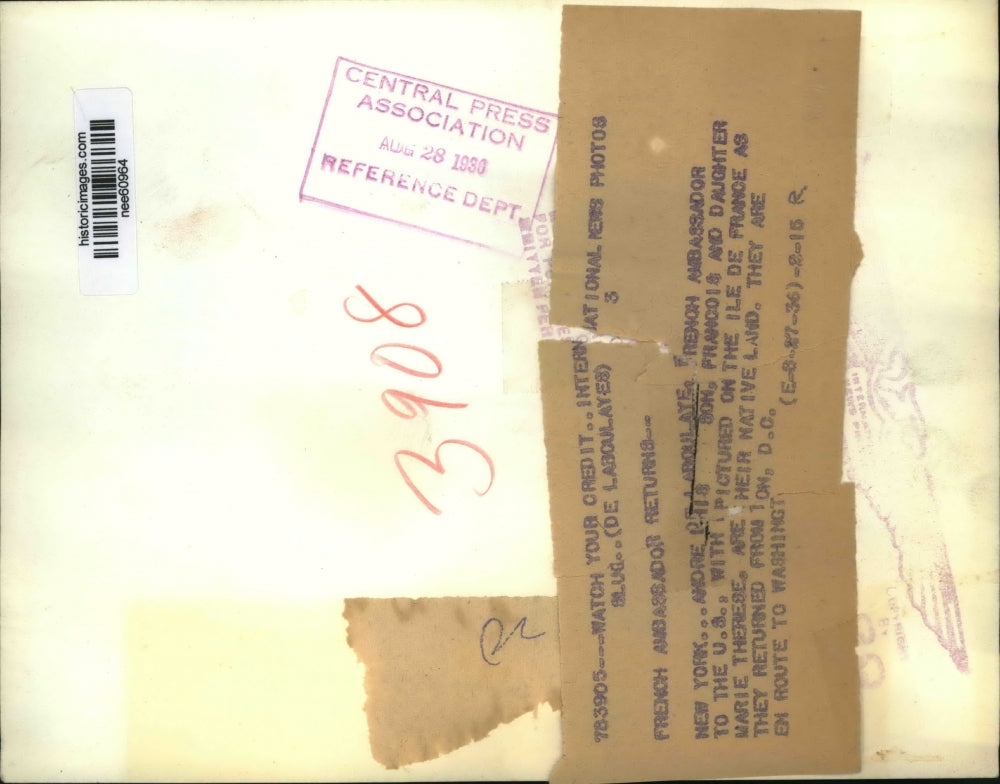 historicimages.com
nee60964
CENTRAL PRESS
ASSOCIATION
AUG 28 1930
REFERENCE DEPT.
3908
783905---WATCH YOUR CREDIT..INTERNATIONAL NEWS PHOTOS
SLUG..(DE LABOULAYES) 3
FRENCH AMBASSADOR RETURNS--
NEW YORK...ANDRE DE LABOULAYE, FRENCH AMBASSADOR
TO THE U.S., WITH HIS SON, FRANCOIS AND DAUGHTER
MARIE THERESE, ARE PICTURED ON THE ILE DE FRANCE AS
THEY RETURNED FROM THEIR NATIVE LAND. THEY ARE
EN ROUTE TO WASHINGTON, D.C.
(E-8-27-36)-2-15 R.